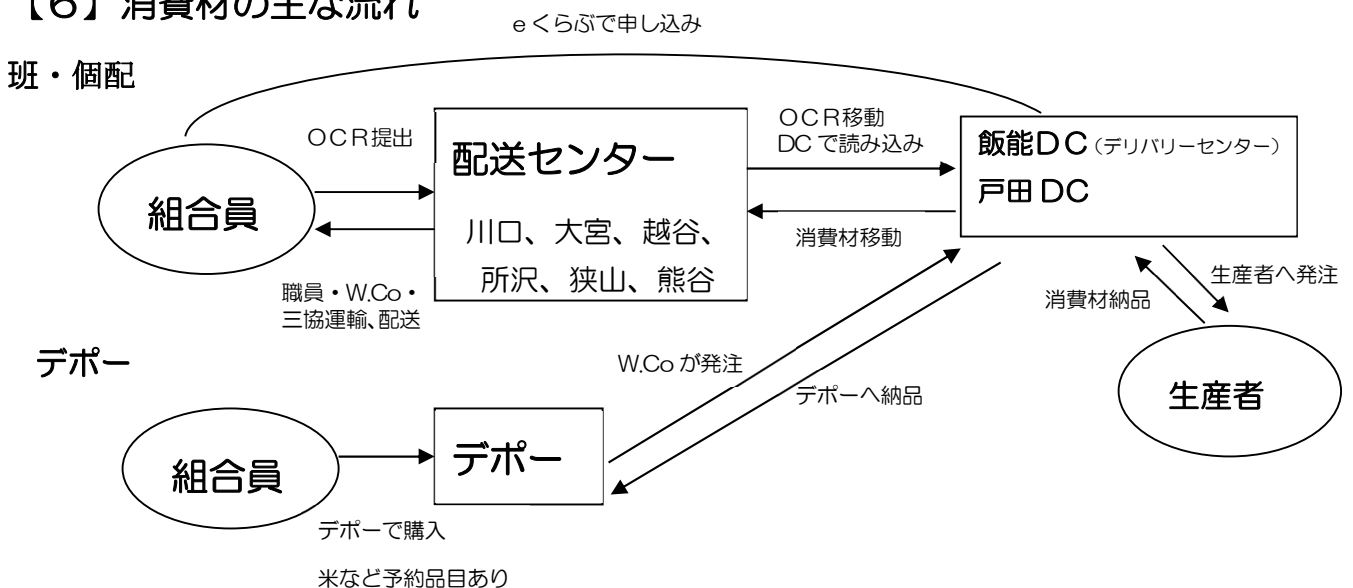 【6】消費材の主な流れ
eくらぶで申し込み
班・個配
OCR提出
配送センター
川口、大宮、越谷、
所沢、狭山、熊谷
OCR移動
DCで読み込み
飯能DC（デリバリーセンター）
戸田DC
組合員
消費材移動
職員・W.Co・
三協運輸、配送
生産者へ発注
消費材納品
デポー
W.Coが発注
デポーへ納品
生産者
組合員
デポー
デポーで購入
米など予約品目あり